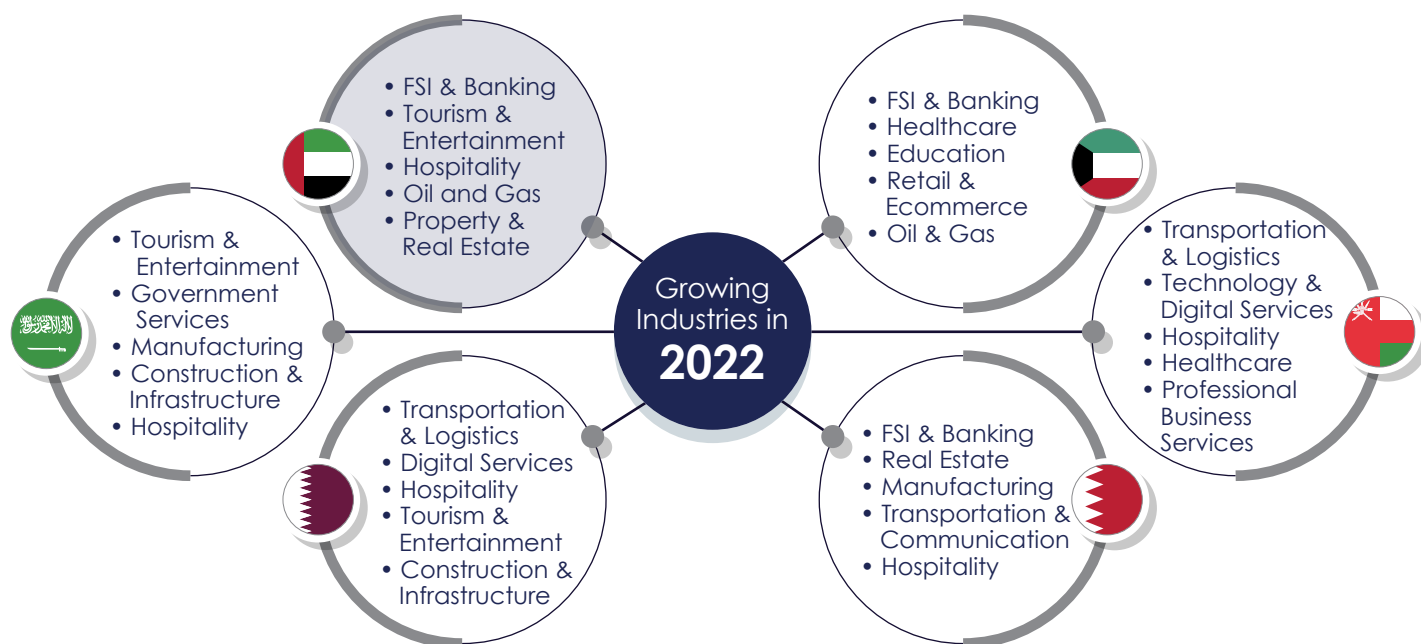 • FSI & Banking
• Tourism &
Entertainment
• Hospitality
• Oil and Gas
• Property &
Real Estate
• FSI & Banking
• Healthcare
• Education
• Retail &
Ecommerce
• Oil & Gas
• Tourism &
Entertainment
• Government
Services
• Manufacturing
• Construction &
Infrastructure
• Hospitality
Growing
Industries in
2022
• Transportation
& Logistics
• Technology &
Digital Services
• Hospitality
• Healthcare
• Professional
Business
Services
• Transportation
& Logistics
• Digital Services
• Hospitality
• Tourism &
Entertainment
• Construction &
Infrastructure
• FSI & Banking
• Real Estate
• Manufacturing
• Transportation &
Communication
• Hospitality